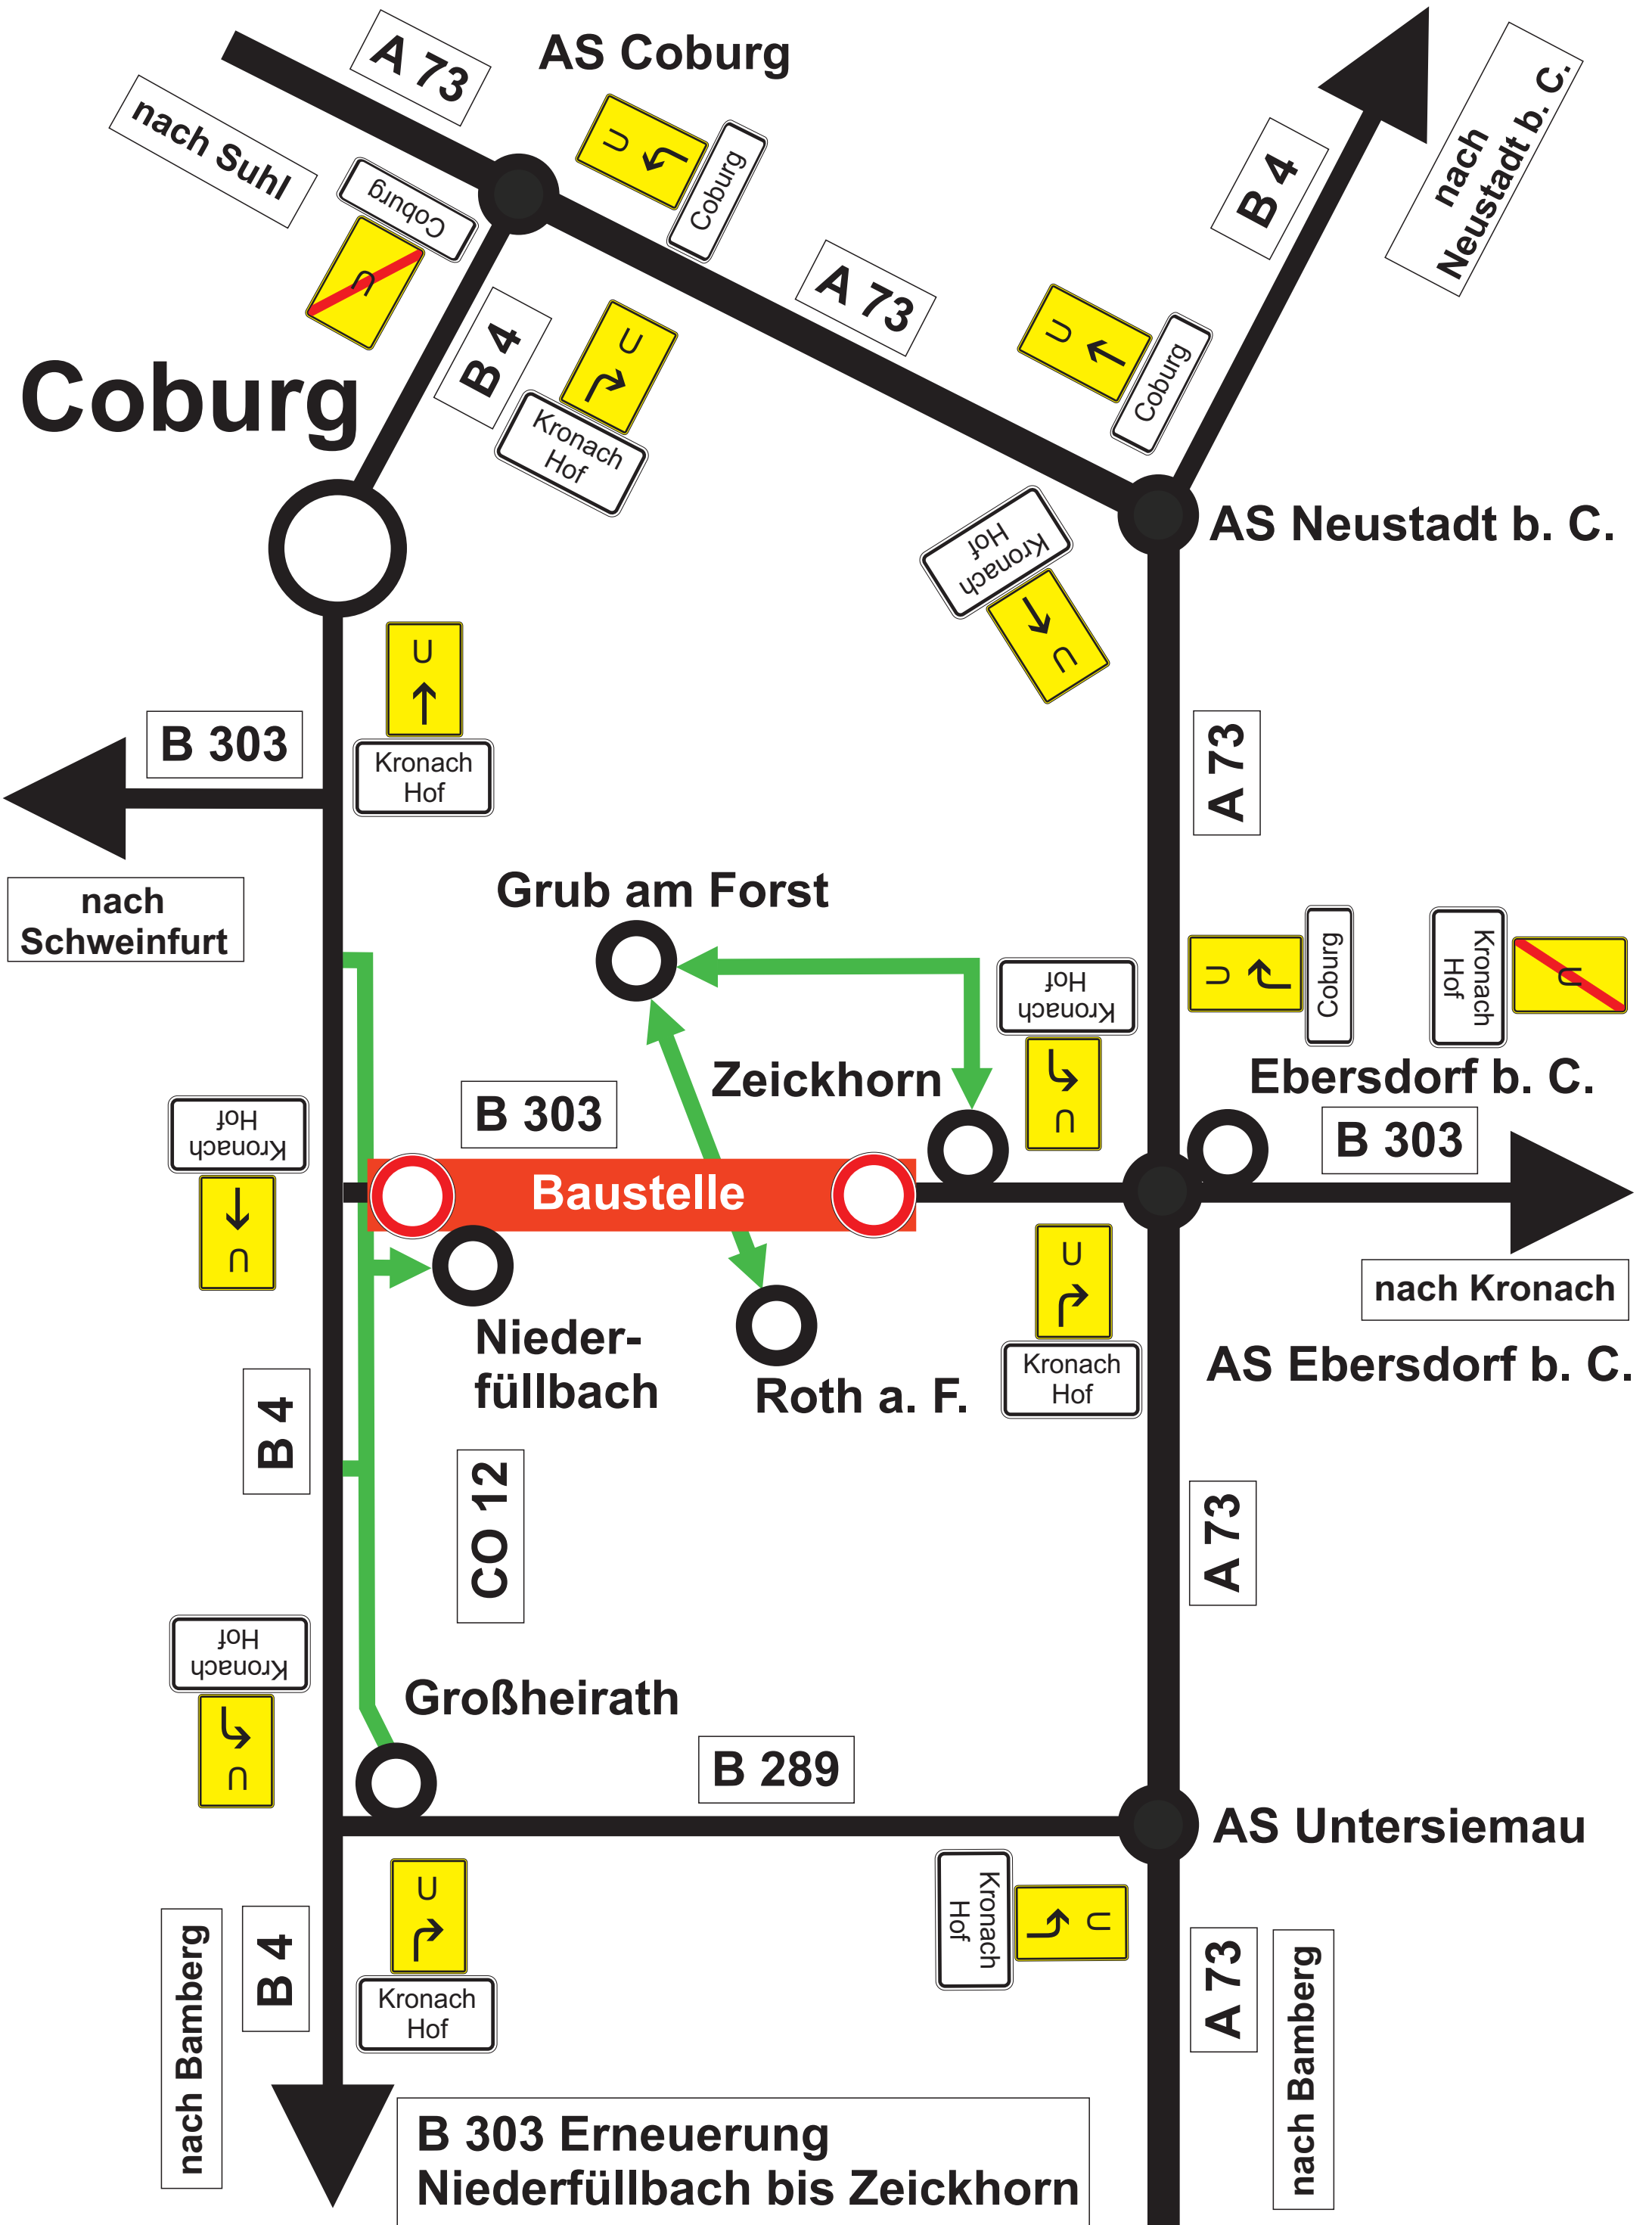 A 73
AS Coburg
nach Suhl
U
Coburg
Coburg
U
B 4
nach
Neustadt b. C.
A 73
B 4
U
Kronach
Hof
U
Coburg
Coburg
AS Neustadt b. C.
Kronach
Hof
U
U
Kronach
Hof
B 303
nach
Schweinfurt
A 73
Grub am Forst
Kronach
Hof
U
U
Coburg
Kronach
Hof
U
Zeickhorn
Ebersdorf b. C.
B 303
B 303
Kronach
Hof
U
Baustelle
nach Kronach
Nieder-
füllbach
Roth a. F.
U
Kronach
Hof
AS Ebersdorf b. C.
B 4
CO 12
A 73
Kronach
Hof
U
Großheirath
B 289
AS Untersiemau
U
Kronach
Hof
Kronach
Hof
U
nach Bamberg
B 4
A 73
nach Bamberg
B 303 Erneuerung
Niederfüllbach bis Zeickhorn